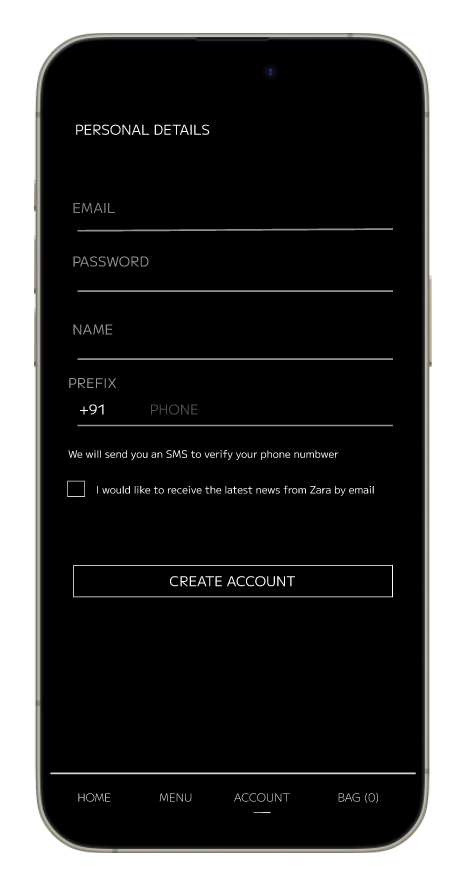 PERSONAL DETAILS
EMAIL
PASSWORD
NAME
PREFIX
+91 PHONE
We will send you an SMS to verify your phone numbwer
I would like to receive the latest news from Zara by email
CREATE ACCOUNT
HOME MENU ACCOUNT BAG (0)